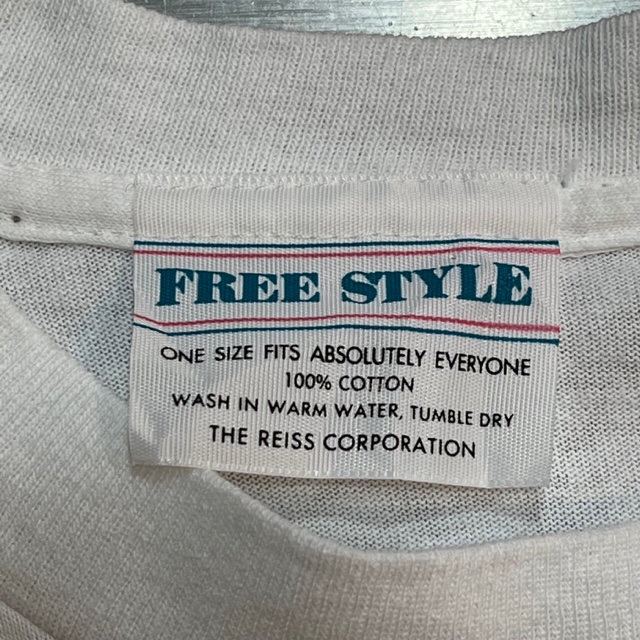 FREE STYLE
ONE SIZE FITS ABSOLUTELY EVERYONE
100% COTTON
WASH IN WARM WATER, TUMBLE DRY
THE REISS CORPORATION